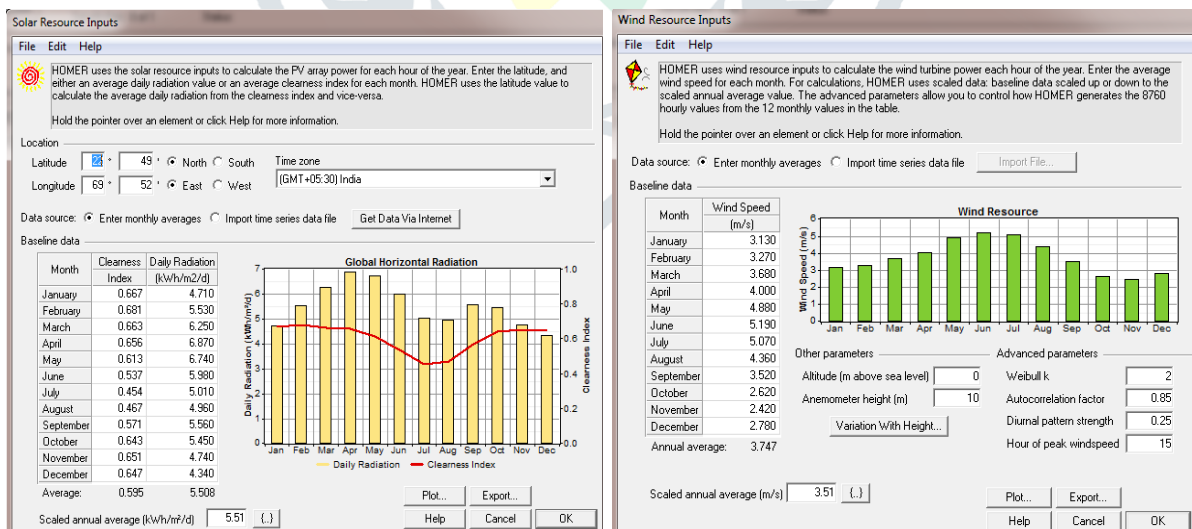 Solar Resource Inputs
File Edit Help
HOMER uses the solar resource inputs to calculate the PV array power for each hour of the year. Enter the latitude, and
either an average daily radiation value or an average clearness index for each month. HOMER uses the latitude value to
calculate the average daily radiation from the clearness index and vice-versa.
Hold the pointer over an element or click Help for more information.
Location
Latitude ° 49 ' North South Time zone
Longitude 69 ° 52 ' East West (GMT+05:30) India
Data source: Enter monthly averages Import time series data file Get Data Via Internet
Baseline data
Month Clearness Daily Radiation
Index (kWh/m2/d)
January 0.667 4.710
February 0.681 5.530
March 0.663 6.250
April 0.656 6.870
May 0.613 6.740
June 0.537 5.980
July 0.454 5.010
August 0.467 4.960
September 0.571 5.560
October 0.643 5.450
November 0.651 4.740
December 0.647 4.340
Average: 0.595 5.508
Global Horizontal Radiation
Daily Radiation (kWh/m²/d)
7
6
5
4
3
2
1
0
Clearness Index
1.0
0.8
0.6
0.4
0.2
0.0
Jan Feb Mar Apr May Jun Jul Aug Sep Oct Nov Dec
Daily Radiation Clearness Index
Plot... Export...
Scaled annual average (kWh/m²/d) 5.51 {..} Help Cancel OK
Wind Resource Inputs
File Edit Help
HOMER uses wind resource inputs to calculate the wind turbine power each hour of the year. Enter the average
wind speed for each month. For calculations, HOMER uses scaled data: baseline data scaled up or down to the
scaled annual average value. The advanced parameters allow you to control how HOMER generates the 8760
hourly values from the 12 monthly values in the table.
Hold the pointer over an element or click Help for more information.
Data source: Enter monthly averages Import time series data file Import File...
Baseline data
Month Wind Speed
(m/s)
January 3.130
February 3.270
March 3.680
April 4.000
May 4.880
June 5.190
July 5.070
August 4.360
September 3.520
October 2.620
November 2.420
December 2.780
Annual average: 3.747
Wind Resource
Wind Speed (m/s)
6
5
4
3
2
1
0
Jan Feb Mar Apr May Jun Jul Aug Sep Oct Nov Dec
Other parameters
Altitude (m above sea level) 0
Anemometer height (m) 10
Variation With Height...
Advanced parameters
Weibull k 2
Autocorrelation factor 0.85
Diurnal pattern strength 0.25
Hour of peak windspeed 15
Scaled annual average (m/s) 3.51 {..}
Plot... Export...
Help Cancel OK